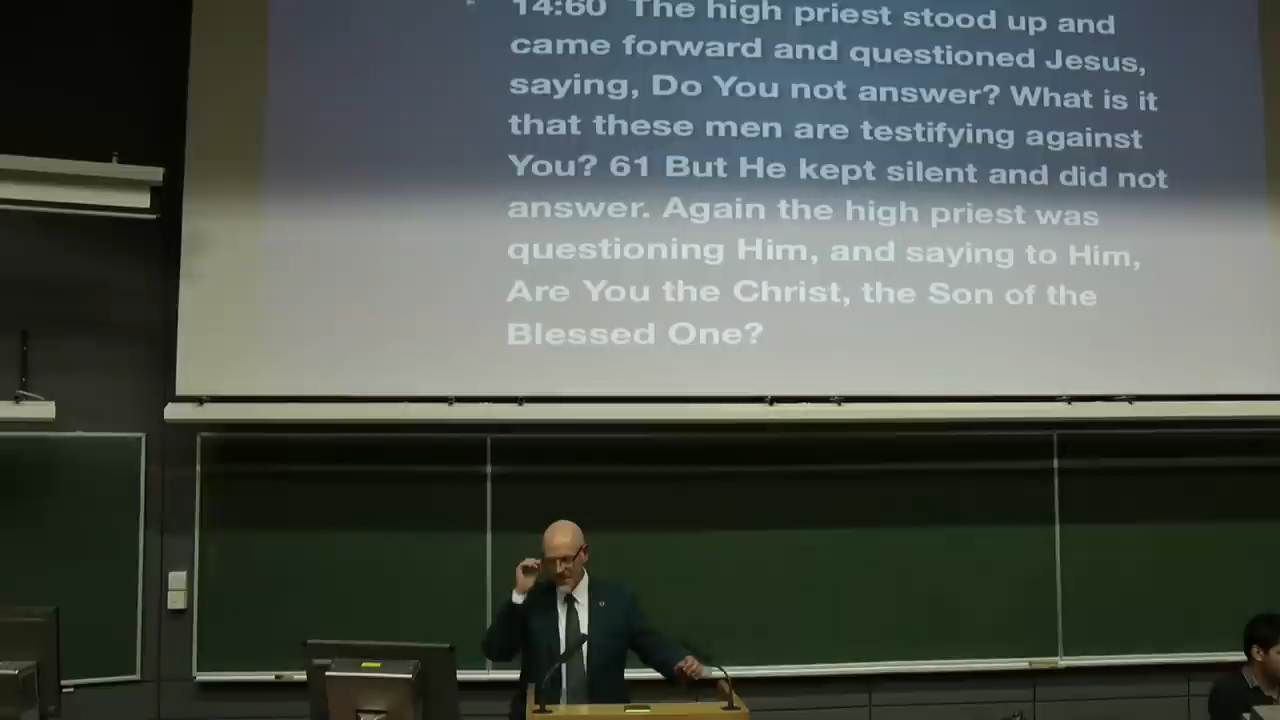 14:60 The high priest stood up and
came forward and questioned Jesus,
saying, Do You not answer? What is it
that these men are testifying against
You? 61 But He kept silent and did not
answer. Again the high priest was
questioning Him, and saying to Him,
Are You the Christ, the Son of the
Blessed One?